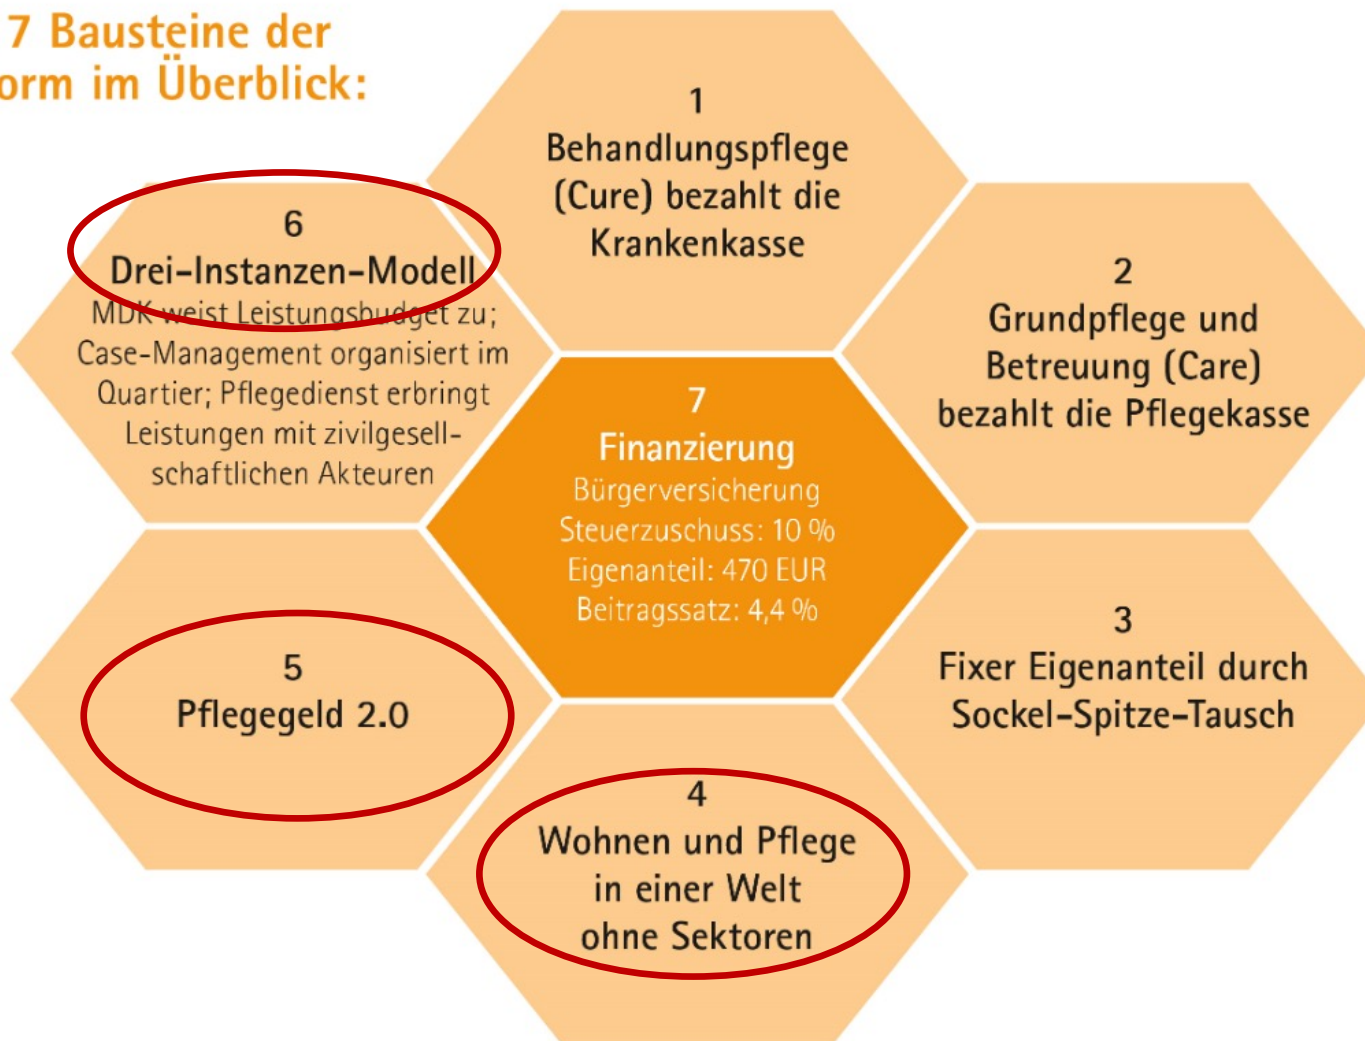 7 Bausteine der
orm im Überblick:
1
Behandlungspflege
(Cure) bezahlt die
Krankenkasse
2
Grundpflege und
Betreuung (Care)
bezahlt die Pflegekasse
3
Fixer Eigenanteil durch
Sockel-Spitze-Tausch
4
Wohnen und Pflege
in einer Welt
ohne Sektoren
5
Pflegegeld 2.0
6
Drei-Instanzen-Modell
MDK weist Leistungsbudget zu;
Case-Management organisiert im
Quartier; Pflegedienst erbringt
Leistungen mit zivilgesell-
schaftlichen Akteuren
7
Finanzierung
Bürgerversicherung
Steuerzuschuss: 10 %
Eigenanteil: 470 EUR
Beitragssatz: 4,4 %